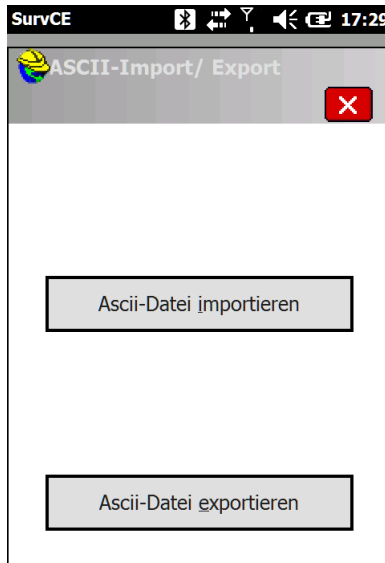 SurvCE 17:29
ASCII-Import/ Export
Ascii-Datei importieren
Ascii-Datei exportieren